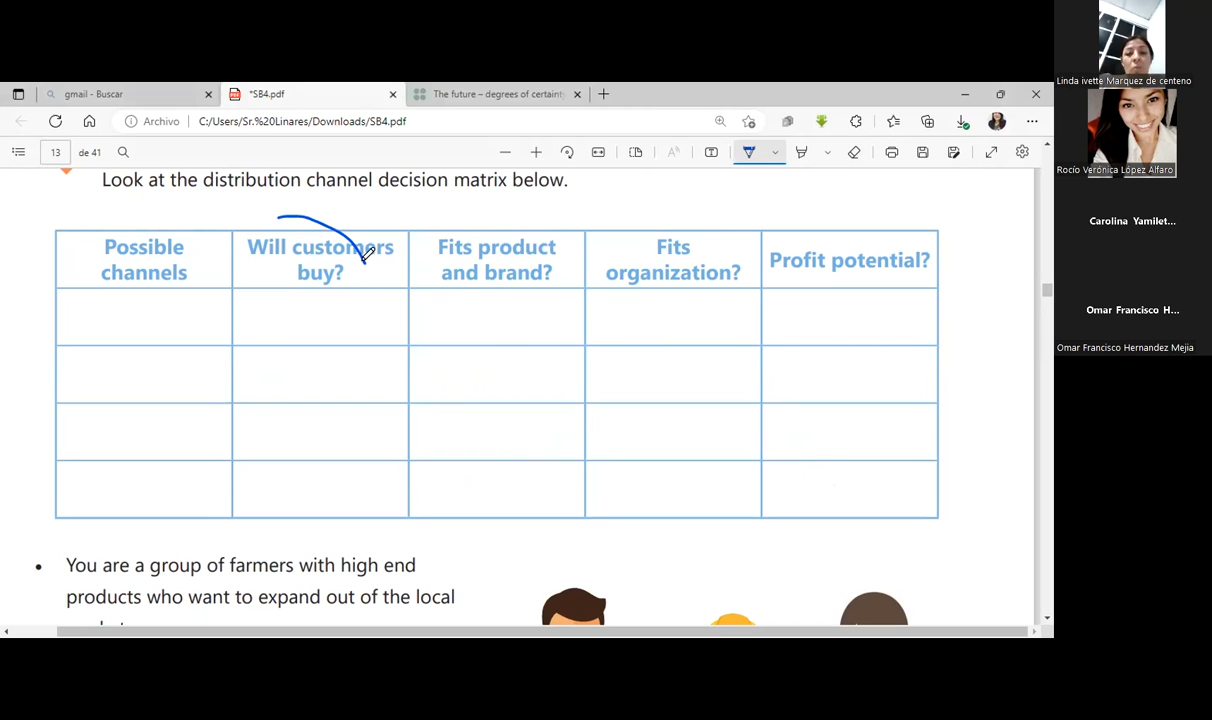 gmail - Buscar
*SB4.pdf
The future – degrees of certaint
Archivo
C:/Users/Sr.%20Linares/Downloads/SB4.pdf
13
de 41
Look at the distribution channel decision matrix below.
Possible channels
Will customers buy?
Fits product and brand?
Fits organization?
Profit potential?
You are a group of farmers with high end
products who want to expand out of the local
Linda ivette Marquez de centeno
Rocío Verónica López Alfaro
Carolina Yamilet...
Omar Francisco H...
Omar Francisco Hernandez Mejia